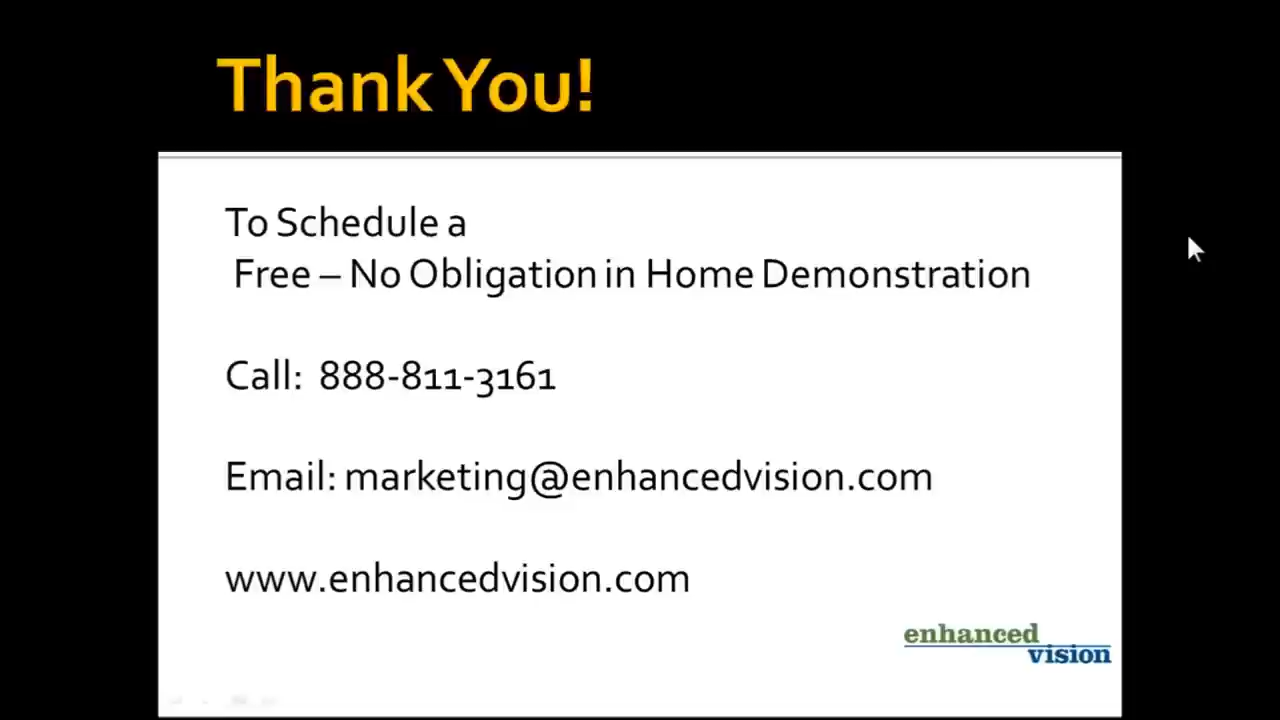 Thank You!
To Schedule a
Free – No Obligation in Home Demonstration
Call: 888-811-3161
Email: marketing@enhancedvision.com
www.enhancedvision.com
enhanced
vision